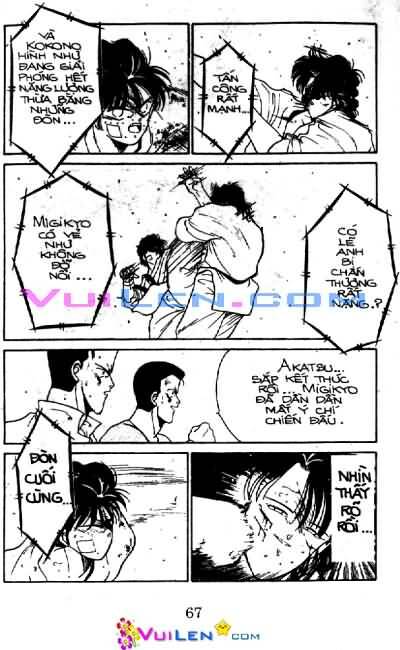 VÀ
KOKONO
HÌNH NHƯ
ĐANG GIẢI
PHÓNG HẾT
NĂNG LƯỢNG
THỪA BẰNG
NHỮNG
ĐÒN...
TẤN
CÔNG
RẤT
MẠNH...
MIGIKYO
CÓ VẺ
NHƯ
KHÔNG
ĐỠ
NỔI...
CÓ
LẼ
ANH
BỊ
CHẤN
THƯƠNG
RẤT
NẶNG.?
VUILEN.COM
AKATSU...
SẮP KẾT THÚC
RỒI... MIGIKYO
ĐÃ DẦN DẦN
MẤT Ý CHÍ
CHIẾN ĐẤU.
ĐÒN
CUỐI
CÙNG...
NHÌN
THẤY
RÕ
RỒI...
67
VUILEN.COM